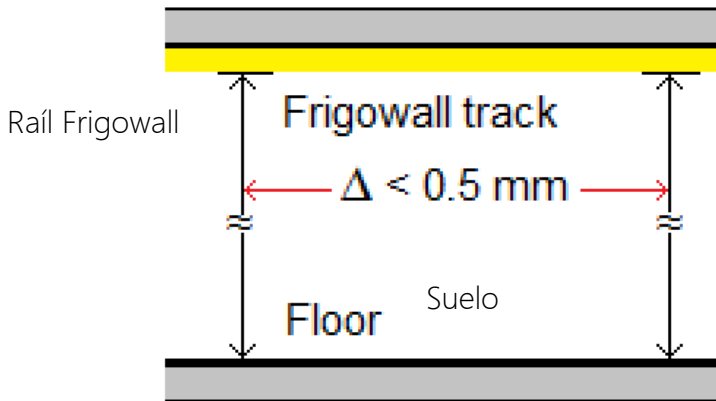 Raíl Frigowall
Frigowall track
Δ < 0.5 mm
≈
≈
Suelo
Floor